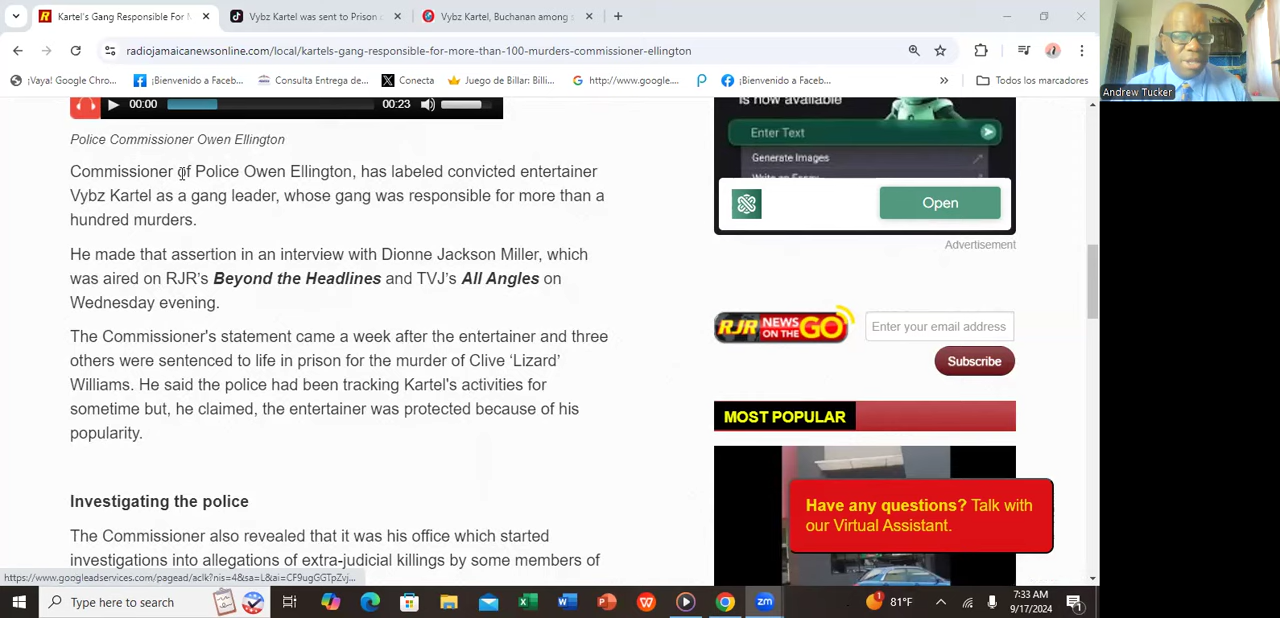 Kartel's Gang Responsible For M
Vybz Kartel was sent to Prison
Vybz Kartel, Buchanan among s
radiojamaicanewsonline.com/local/kartels-gang-responsible-for-more-than-100-murders-commissioner-ellington
¡Vaya! Google Chro...
¡Bienvenido a Faceb...
Consulta Entrega de...
Conecta
Juego de Billar: Billi...
http://www.google....
¡Bienvenido a Faceb...
»
Todos los marcadores
Andrew Tucker
00:00
00:23
Police Commissioner Owen Ellington
Commissioner of Police Owen Ellington, has labeled convicted entertainer
Vybz Kartel as a gang leader, whose gang was responsible for more than a
hundred murders.
He made that assertion in an interview with Dionne Jackson Miller, which
was aired on RJR's Beyond the Headlines and TVJ's All Angles on
Wednesday evening.
The Commissioner's statement came a week after the entertainer and three
others were sentenced to life in prison for the murder of Clive 'Lizard'
Williams. He said the police had been tracking Kartel's activities for
sometime but, he claimed, the entertainer was protected because of his
popularity.
Investigating the police
The Commissioner also revealed that it was his office which started
investigations into allegations of extra-judicial killings by some members of
https://www.googleadservices.com/pagead/aclk?nis=4&sa=L&ai=CF9ugGGTpZvj...
is now available
Enter Text
Generate Images
Open
Advertisement
RJR NEWS ON THE GO
Enter your email address
Subscribe
MOST POPULAR
Have any questions? Talk with
our Virtual Assistant.
Type here to search
zm
81°F
7:33 AM
9/17/2024